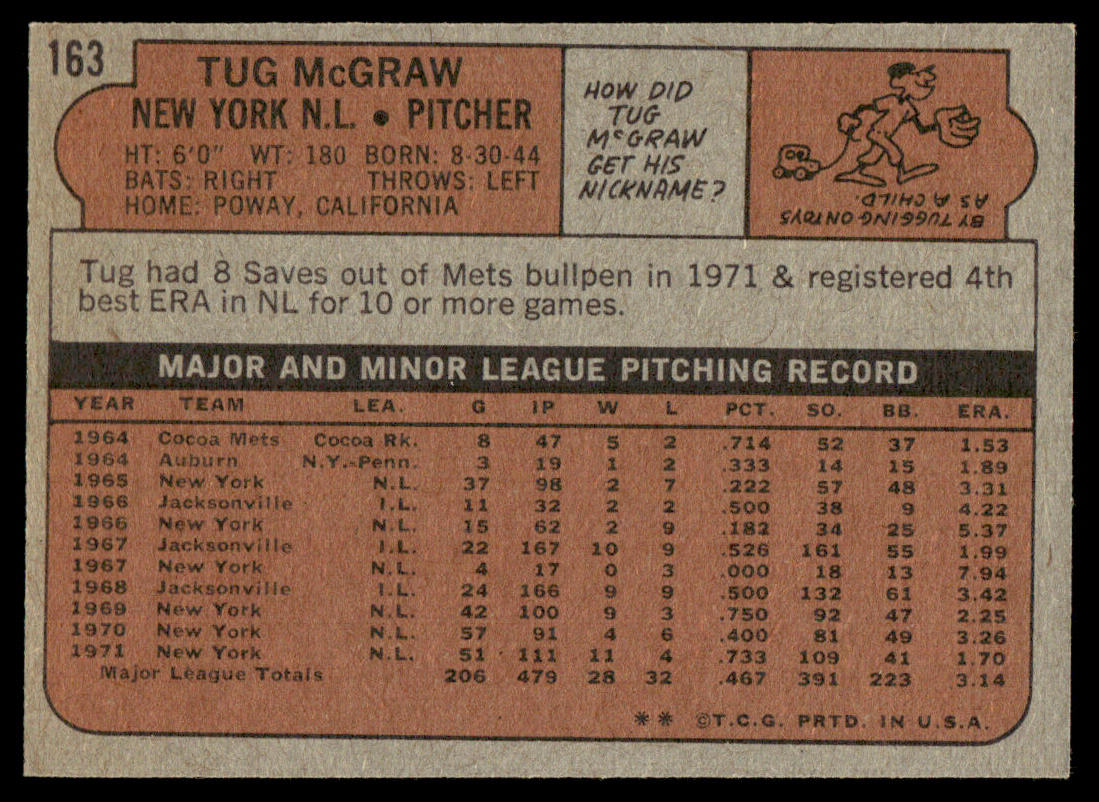 163
TUG McGRAW
NEW YORK N.L. • PITCHER
HT: 6'0" WT: 180 BORN: 8-30-44
BATS: RIGHT THROWS: LEFT
HOME: POWAY, CALIFORNIA
HOW DID
TUG
McGRAW
GET HIS
NICKNAME?
BY TUGGING ON TOYS
AS A CHILD.
Tug had 8 Saves out of Mets bullpen in 1971 & registered 4th
best ERA in NL for 10 or more games.
MAJOR AND MINOR LEAGUE PITCHING RECORD
YEAR TEAM LEA. G IP W L PCT. SO. BB. ERA.
1964 Cocoa Mets Cocoa Rk. 8 47 5 2 .714 52 37 1.53
1964 Auburn N.Y.-Penn. 3 19 1 2 .333 14 15 1.89
1965 New York N.L. 37 98 2 7 .222 57 48 3.31
1966 Jacksonville I.L. 11 32 2 2 .500 38 9 4.22
1966 New York N.L. 15 62 2 9 .182 34 25 5.37
1967 Jacksonville I.L. 22 167 10 9 .526 161 55 1.99
1967 New York N.L. 4 17 0 3 .000 18 13 7.94
1968 Jacksonville I.L. 24 166 9 9 .500 132 61 3.42
1969 New York N.L. 42 100 9 3 .750 92 47 2.25
1970 New York N.L. 57 91 4 6 .400 81 49 3.26
1971 New York N.L. 51 111 11 4 .733 109 41 1.70
Major League Totals 206 479 28 32 .467 391 223 3.14
** ©T.C.G. PRTD. IN U.S.A.